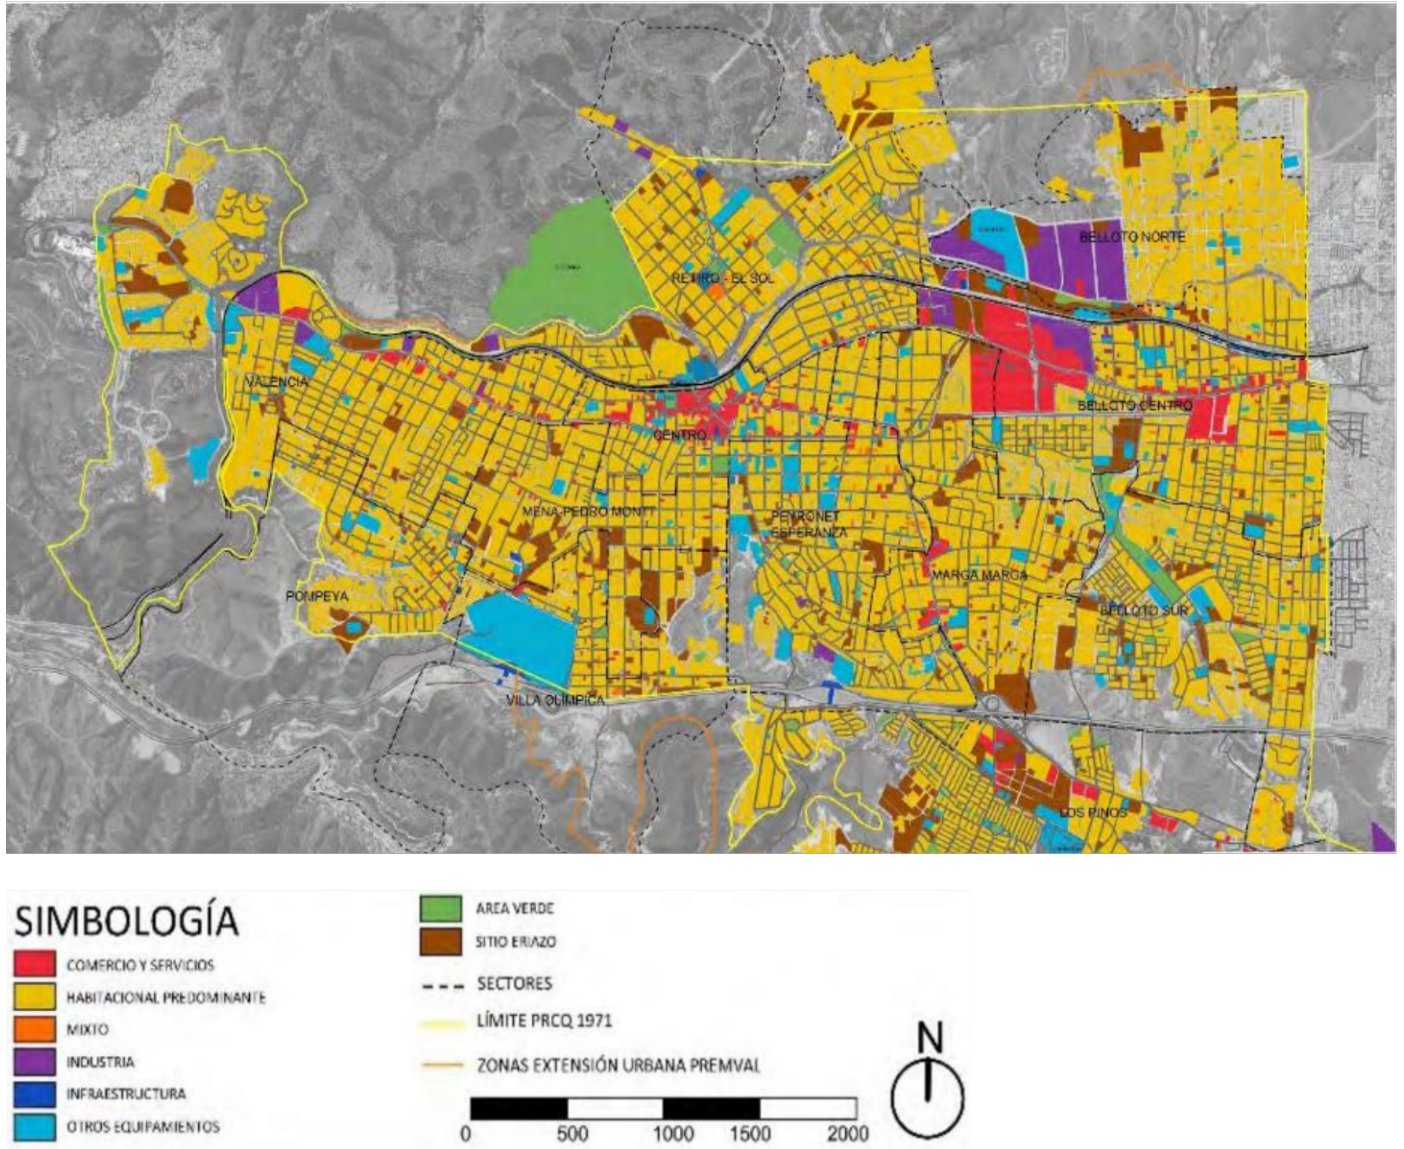 BELLOTO NORTE
RETIRO - EL SOL
VALENCIA
BELLOTO CENTRO
CENTRO
MENA-PEDRO MONTT
PEYRONET
ESPERANZA
MARGA MARGA
POMPEYA
BELLOTO SUR
VILLA OLÍMPICA
LOS PINOS
SIMBOLOGÍA
COMERCIO Y SERVICIOS
HABITACIONAL PREDOMINANTE
MIXTO
INDUSTRIA
INFRAESTRUCTURA
OTROS EQUIPAMIENTOS
AREA VERDE
SITIO ERIAZO
SECTORES
LÍMITE PRCQ 1971
ZONAS EXTENSIÓN URBANA PREMVAL
0 500 1000 1500 2000
N